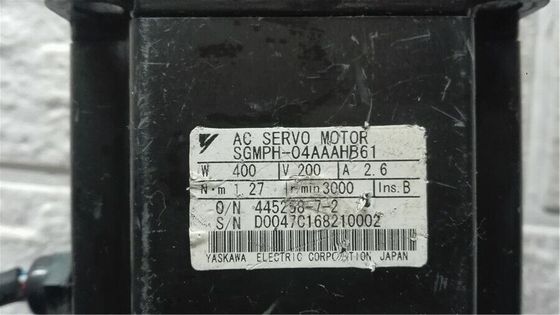 AC SERVO MOTOR
SGMPH-04AAAHB61
W 400 V 200 A 2.6
N·m 1.27 r/min 3000 Ins. B
O/N 445258-7-2
S/N D0047C168210002
YASKAWA ELECTRIC CORPORATION JAPAN